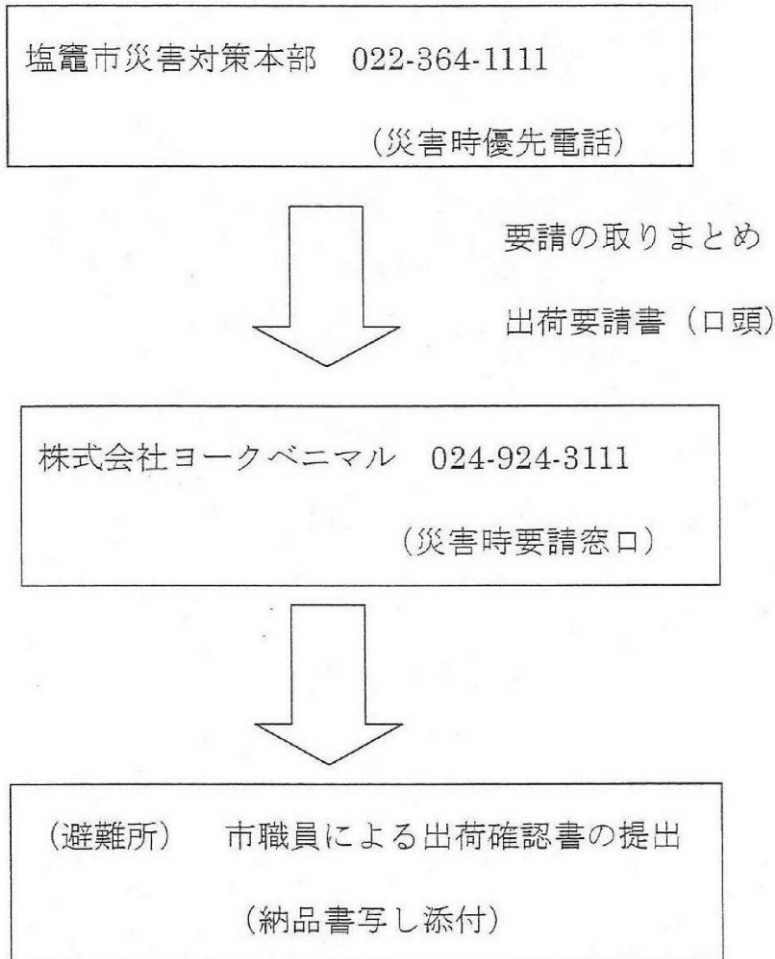 塩竈市災害対策本部　022-364-1111
（災害時優先電話）
要請の取りまとめ
出荷要請書（口頭）
株式会社ヨークベニマル　024-924-3111
（災害時要請窓口）
（避難所）　市職員による出荷確認書の提出
（納品書写し添付）